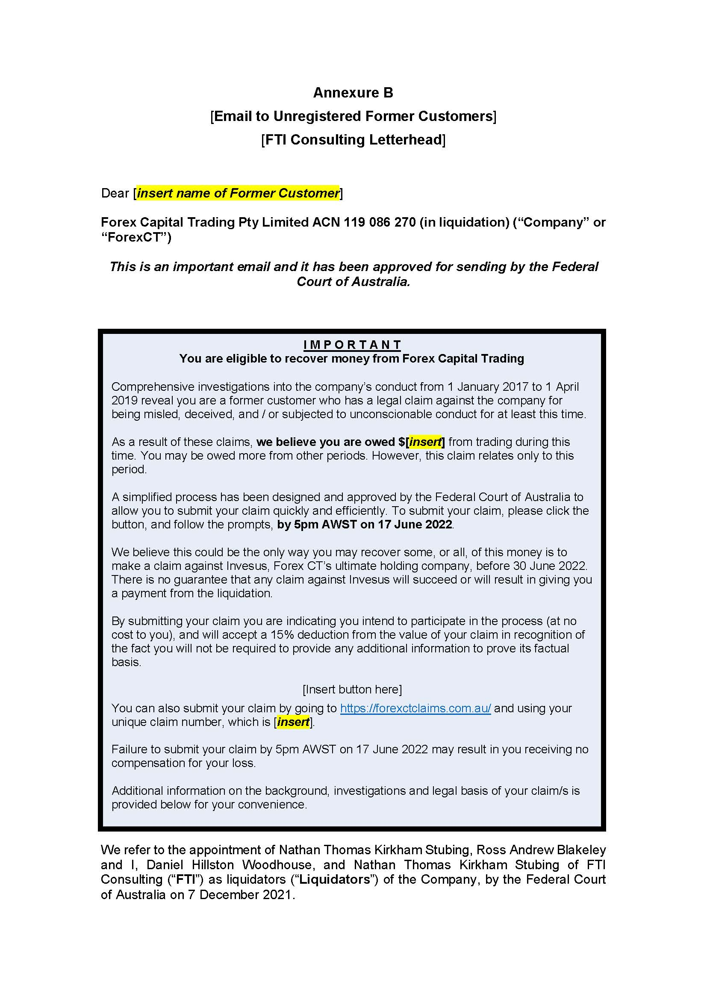 Annexure B
[Email to Unregistered Former Customers]
[FTI Consulting Letterhead]
Dear [insert name of Former Customer]
Forex Capital Trading Pty Limited ACN 119 086 270 (in liquidation) (“Company” or
“ForexCT”)
This is an important email and it has been approved for sending by the Federal
Court of Australia.
I M P O R T A N T
You are eligible to recover money from Forex Capital Trading
Comprehensive investigations into the company’s conduct from 1 January 2017 to 1 April
2019 reveal you are a former customer who has a legal claim against the company for
being misled, deceived, and / or subjected to unconscionable conduct for at least this time.
As a result of these claims, we believe you are owed $[insert] from trading during this
time. You may be owed more from other periods. However, this claim relates only to this
period.
A simplified process has been designed and approved by the Federal Court of Australia to
allow you to submit your claim quickly and efficiently. To submit your claim, please click the
button, and follow the prompts, by 5pm AWST on 17 June 2022.
We believe this could be the only way you may recover some, or all, of this money is to
make a claim against Invesus, Forex CT’s ultimate holding company, before 30 June 2022.
There is no guarantee that any claim against Invesus will succeed or will result in giving you
a payment from the liquidation.
By submitting your claim you are indicating you intend to participate in the process (at no
cost to you), and will accept a 15% deduction from the value of your claim in recognition of
the fact you will not be required to provide any additional information to prove its factual
basis.
[Insert button here]
You can also submit your claim by going to https://forexctclaims.com.au/ and using your
unique claim number, which is [insert].
Failure to submit your claim by 5pm AWST on 17 June 2022 may result in you receiving no
compensation for your loss.
Additional information on the background, investigations and legal basis of your claim/s is
provided below for your convenience.
We refer to the appointment of Nathan Thomas Kirkham Stubing, Ross Andrew Blakeley
and I, Daniel Hillston Woodhouse, and Nathan Thomas Kirkham Stubing of FTI
Consulting (“FTI”) as liquidators (“Liquidators”) of the Company, by the Federal Court
of Australia on 7 December 2021.